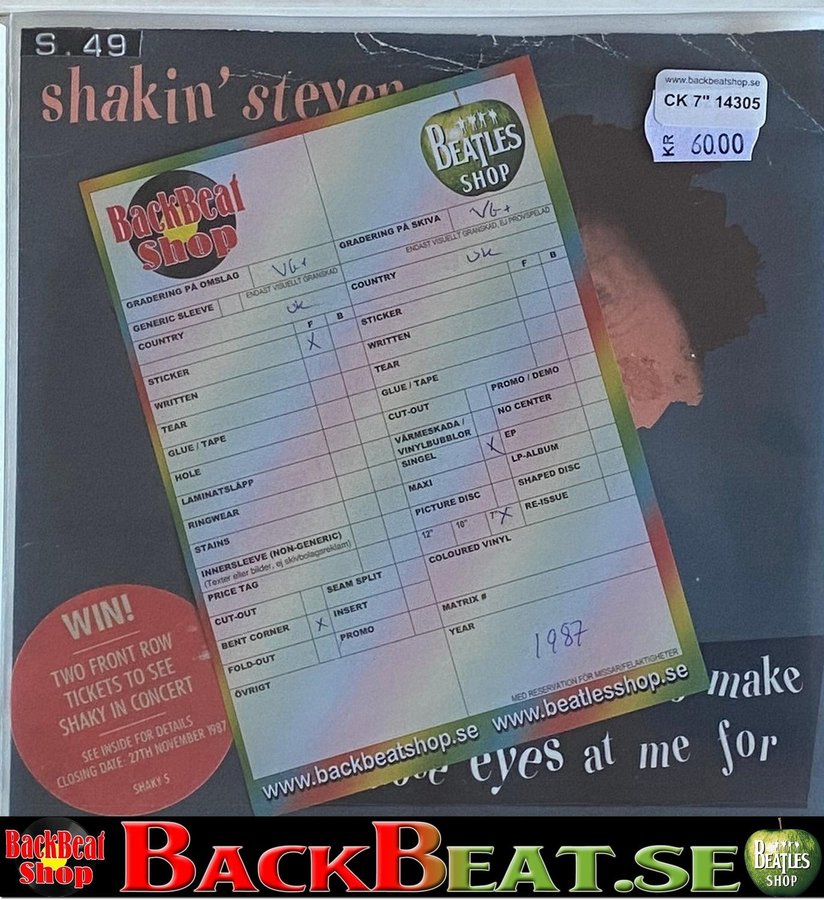 S. 49
shakin' steven
www.backbeatshop.se
CK 7" 14305
KR 60.00
BackBeat
Shop
BEATLES
SHOP
GRADERING PÅ OMSLAG VG+
ENDAST VISUELLT GRANSKAD
GENERIC SLEEVE
COUNTRY UK
F B
STICKER X
WRITTEN
TEAR
GLUE / TAPE
HOLE
LAMINATSLÄPP
RINGWEAR
STAINS
INNERSLEEVE (NON-GENERIC)
(Texter eller bilder, ej skivbolagsreklam)
PRICE TAG
CUT-OUT SEAM SPLIT
BENT CORNER X INSERT
FOLD-OUT PROMO
ÖVRIGT
GRADERING PÅ SKIVA VG+
ENDAST VISUELLT GRANSKAD, EJ PROVSPELAD
COUNTRY UK
F B
STICKER
WRITTEN
TEAR
GLUE / TAPE
CUT-OUT PROMO / DEMO
VÄRMESKADA /
VINYLBUBBLOR NO CENTER
SINGEL X EP
MAXI LP-ALBUM
PICTURE DISC SHAPED DISC
12" 10" 7" X RE-ISSUE
COLOURED VINYL
MATRIX #
YEAR
1987
MED RESERVATION FÖR MISSAR/FELAKTIGHETER
www.backbeatshop.se www.beatlesshop.se
WIN!
TWO FRONT ROW
TICKETS TO SEE
SHAKY IN CONCERT
SEE INSIDE FOR DETAILS
CLOSING DATE: 27TH NOVEMBER 1987
SHAKY 5
make
eyes at me for
BackBeat
Shop
BACKBEAT.SE
BEATLES
SHOP